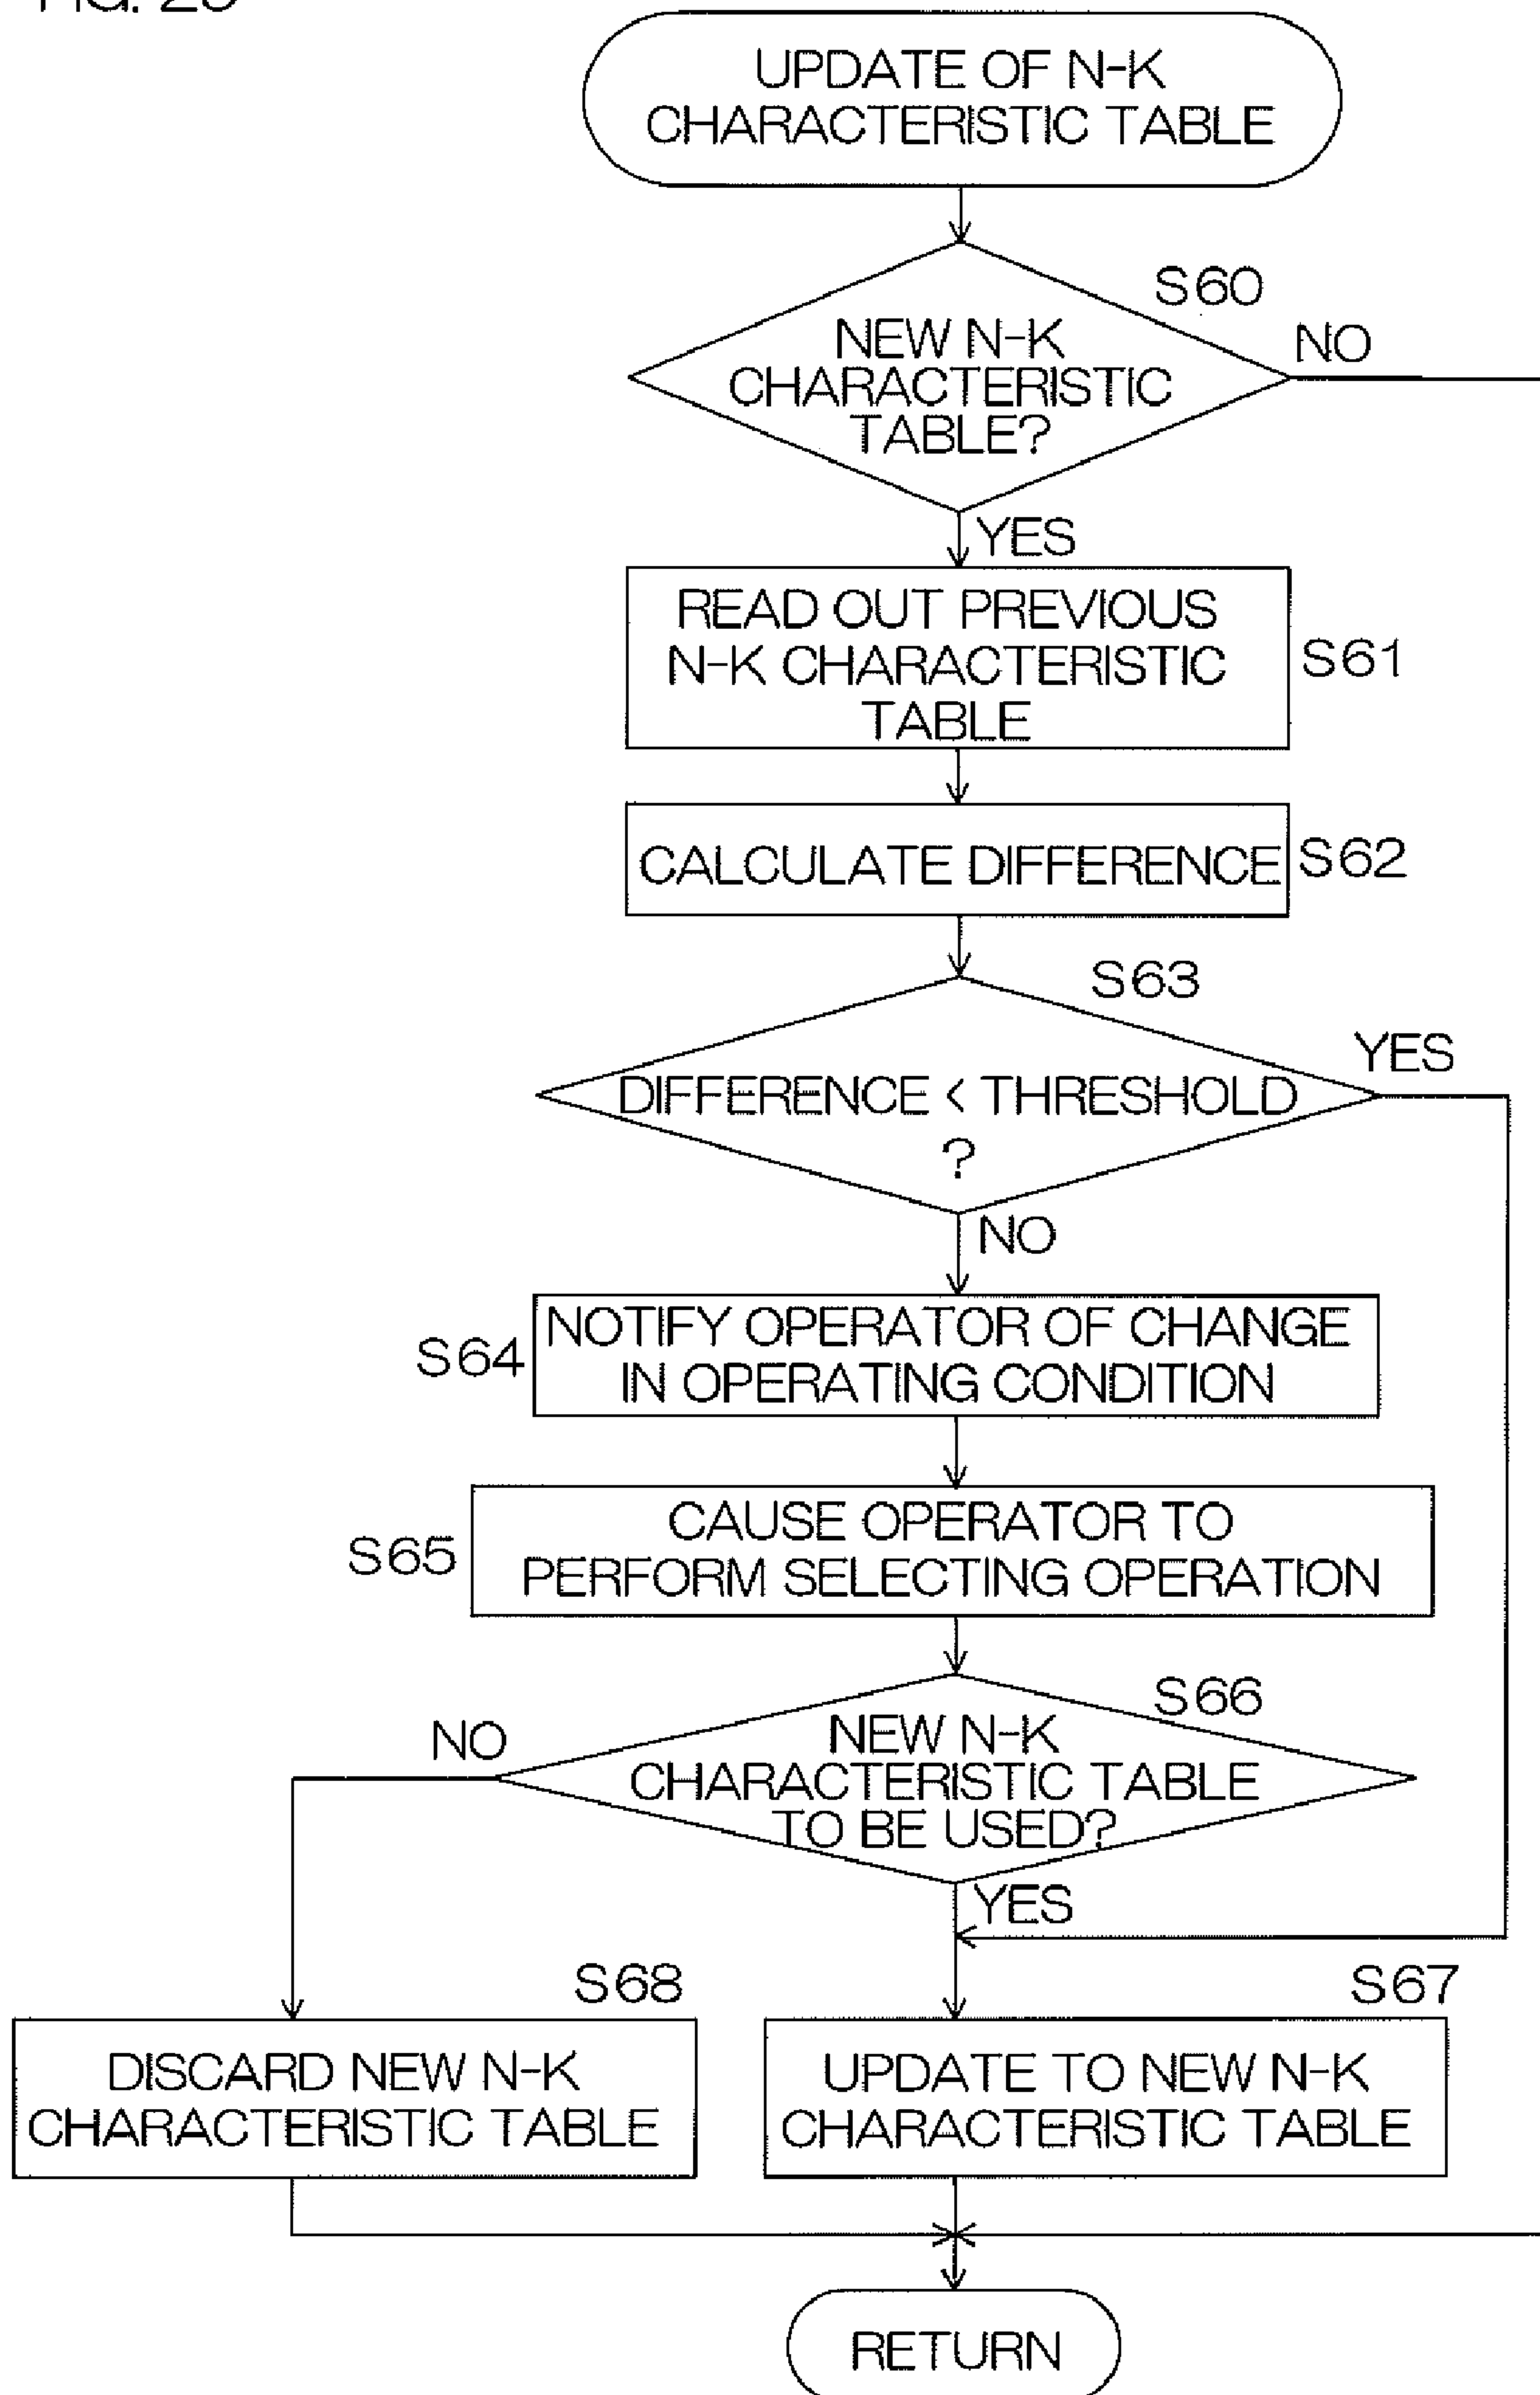 UPDATE OF N-K
CHARACTERISTIC TABLE
S60
NEW N-K
CHARACTERISTIC
TABLE?
NO
YES
READ OUT PREVIOUS
N-K CHARACTERISTIC
TABLE
S61
CALCULATE DIFFERENCE
S62
S63
DIFFERENCE < THRESHOLD
?
YES
NO
S64
NOTIFY OPERATOR OF CHANGE
IN OPERATING CONDITION
S65
CAUSE OPERATOR TO
PERFORM SELECTING OPERATION
S66
NO
NEW N-K
CHARACTERISTIC TABLE
TO BE USED?
YES
S68
DISCARD NEW N-K
CHARACTERISTIC TABLE
S67
UPDATE TO NEW N-K
CHARACTERISTIC TABLE
RETURN